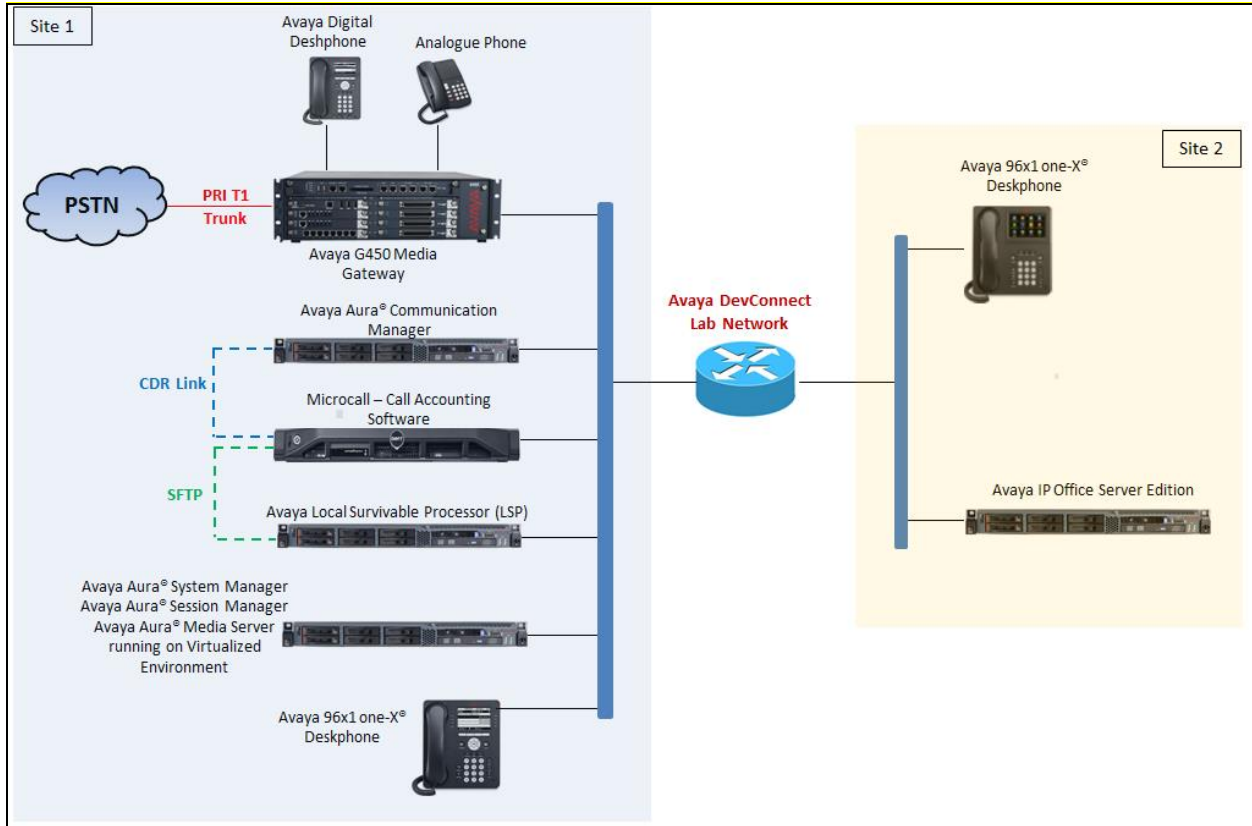 Site 1
Avaya Digital
Deshphone
Analogue Phone
PSTN
PRI T1
Trunk
AVAYA
Avaya G450 Media
Gateway
Avaya Aura® Communication
Manager
CDR Link
Microcall – Call Accounting
Software
SFTP
Avaya Local Survivable Processor (LSP)
Avaya Aura® System Manager
Avaya Aura® Session Manager
Avaya Aura® Media Server
running on Virtualized
Environment
Avaya 96x1 one-X®
Deskphone
Avaya DevConnect
Lab Network
Site 2
Avaya 96x1 one-X®
Deskphone
Avaya IP Office Server Edition